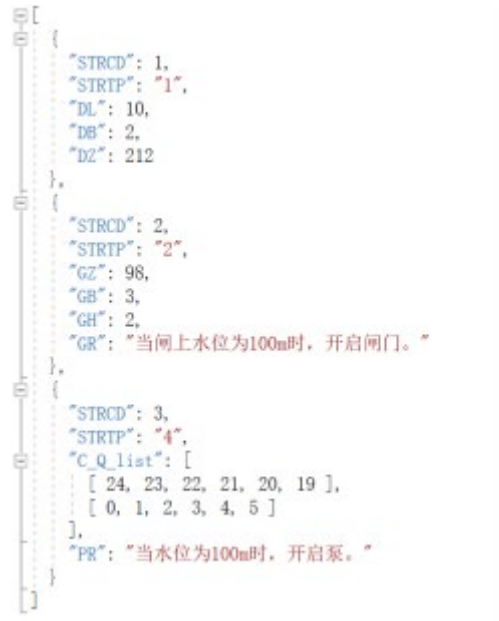 [
{
"STRCD": 1,
"STRTP": "1",
"DL": 10,
"DB": 2,
"DZ": 212
},
{
"STRCD": 2,
"STRTP": "2",
"GZ": 98,
"GB": 3,
"GH": 2,
"GR": "当闸上水位为100m时，开启闸门。"
},
{
"STRCD": 3,
"STRTP": "4",
"C_Q_list": [
[ 24, 23, 22, 21, 20, 19 ],
[ 0, 1, 2, 3, 4, 5 ]
],
"PR": "当水位为100m时，开启泵。"
}
]